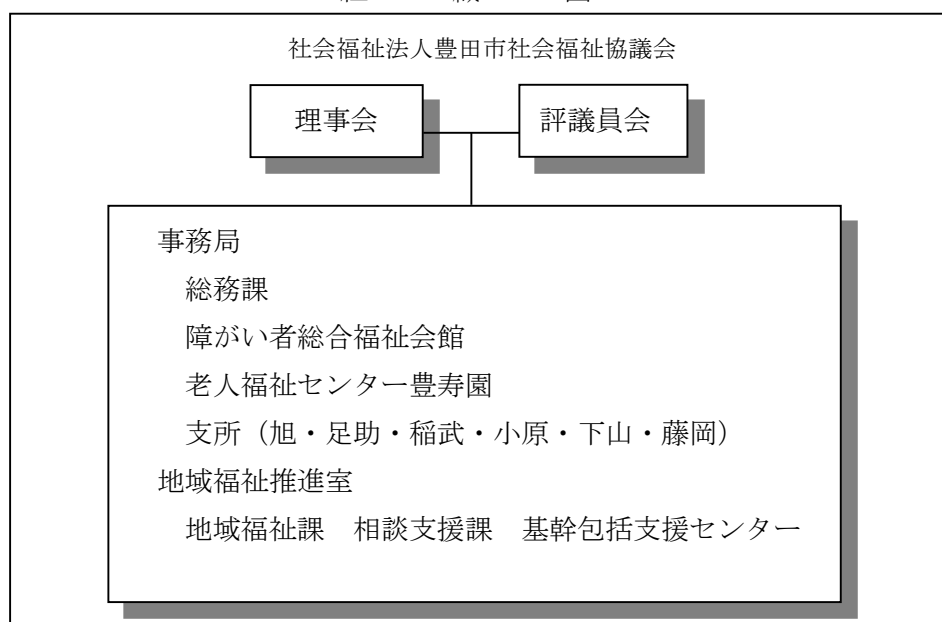 社会福祉法人豊田市社会福祉協議会
理事会
評議員会
事務局
総務課
障がい者総合福祉会館
老人福祉センター豊寿園
支所（旭・足助・稲武・小原・下山・藤岡）
地域福祉推進室
地域福祉課　相談支援課　基幹包括支援センター